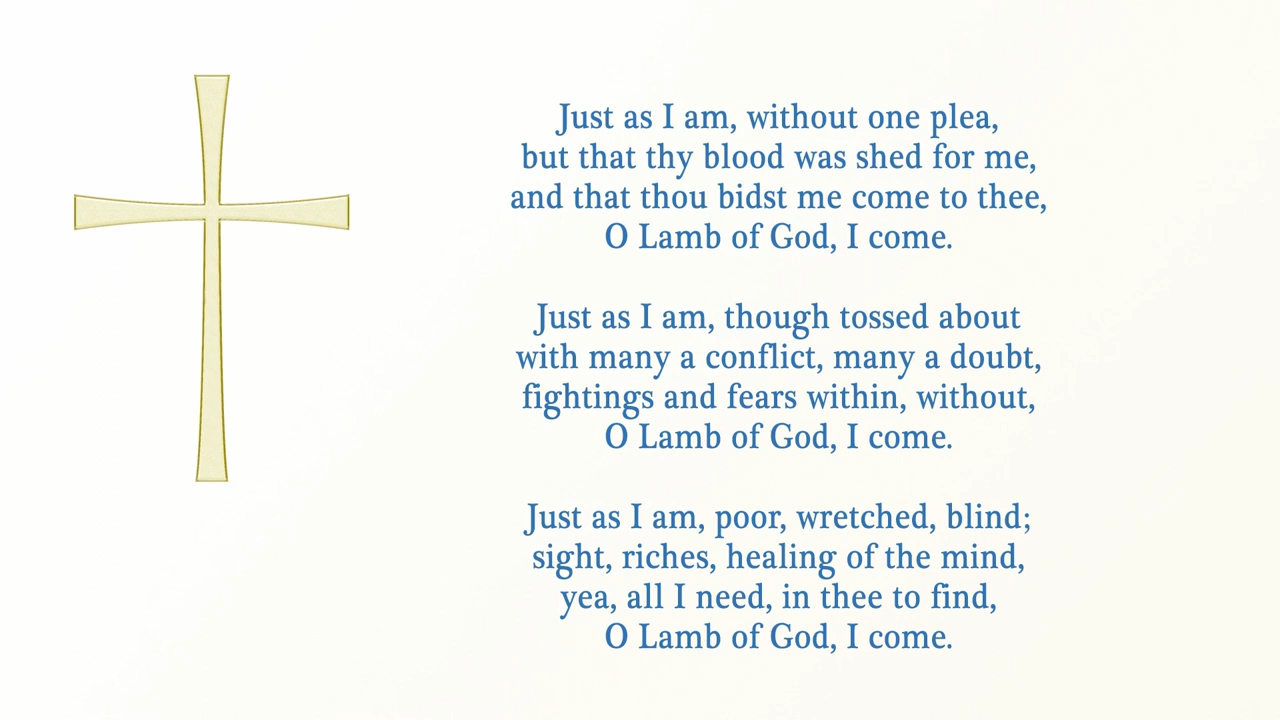 Just as I am, without one plea,
but that thy blood was shed for me,
and that thou bidst me come to thee,
O Lamb of God, I come.
Just as I am, though tossed about
with many a conflict, many a doubt,
fightings and fears within, without,
O Lamb of God, I come.
Just as I am, poor, wretched, blind;
sight, riches, healing of the mind,
yea, all I need, in thee to find,
O Lamb of God, I come.